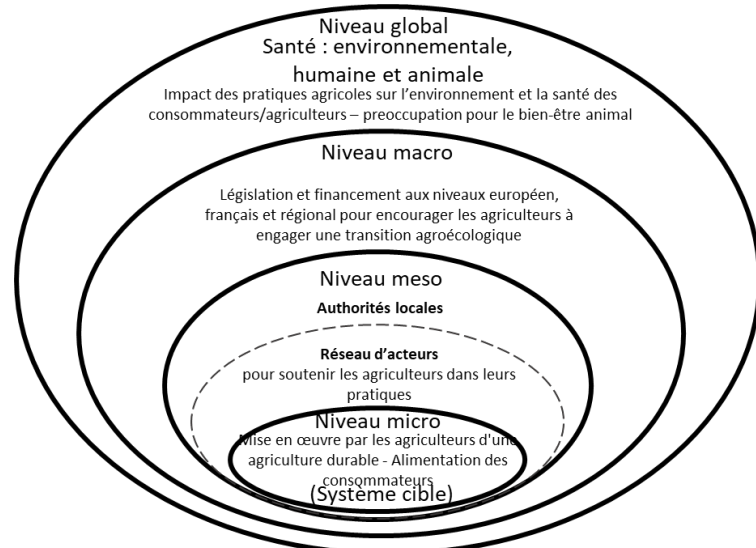 Niveau global
Santé : environnementale,
humaine et animale
Impact des pratiques agricoles sur l’environnement et la santé des
consommateurs/agriculteurs – preoccupation pour le bien-être animal
Niveau macro
Législation et financement aux niveaux européen,
français et régional pour encourager les agriculteurs à
engager une transition agroécologique
Niveau meso
Authorités locales
Réseau d’acteurs
pour soutenir les agriculteurs dans leurs
pratiques
Niveau micro
Mise en œuvre par les agriculteurs d'une
agriculture durable - Alimentation des
consommateurs
(Système cible)